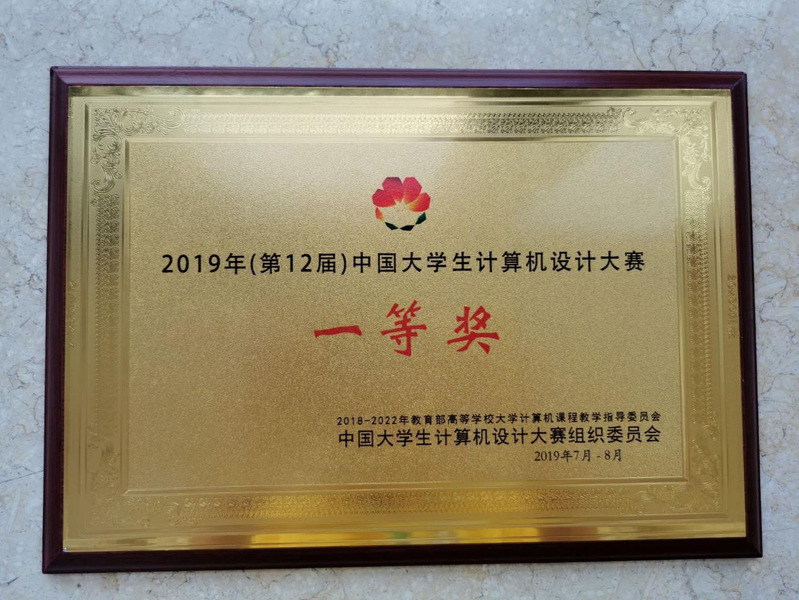 2019年(第12届)中国大学生计算机设计大赛
一等奖
2018-2022年教育部高等学校大学计算机课程教学指导委员会
中国大学生计算机设计大赛组织委员会
2019年7月 - 8月